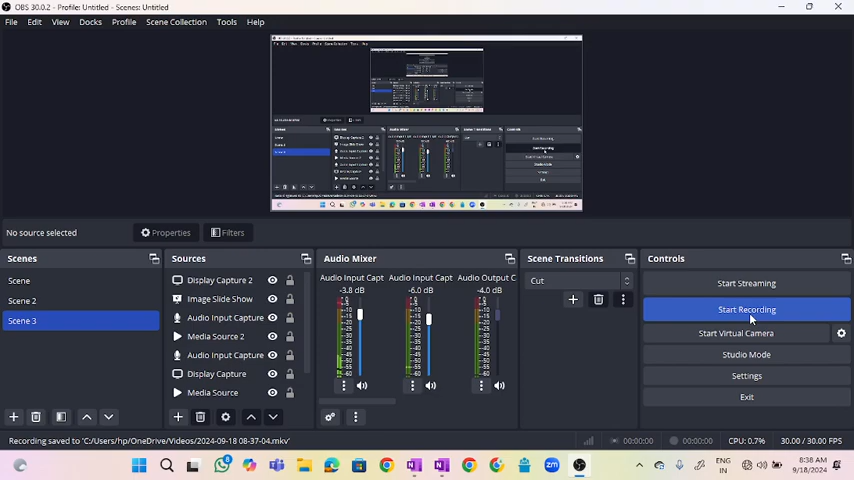 OBS 30.0.2 - Profile: Untitled - Scenes: Untitled
File Edit View Docks Profile Scene Collection Tools Help
No source selected
Properties
Filters
Scenes
Scene
Scene 2
Scene 3
Sources
Display Capture 2
Image Slide Show
Audio Input Capture
Media Source 2
Audio Input Capture
Display Capture
Media Source
Audio Mixer
Audio Input Capt Audio Input Capt Audio Output C
-3.8 dB -6.0 dB -2.4 dB
Scene Transitions
Cut
Controls
Start Streaming
Start Recording
Start Virtual Camera
Studio Mode
Settings
Exit
Recording saved to 'C:/Users/hp/OneDrive/Videos/2024-09-18 08-37-04.mkv'
00:00:00
00:00:00
CPU: 0.7%
30.00 / 30.00 FPS
ENG
IN
8:38 AM
9/18/2024